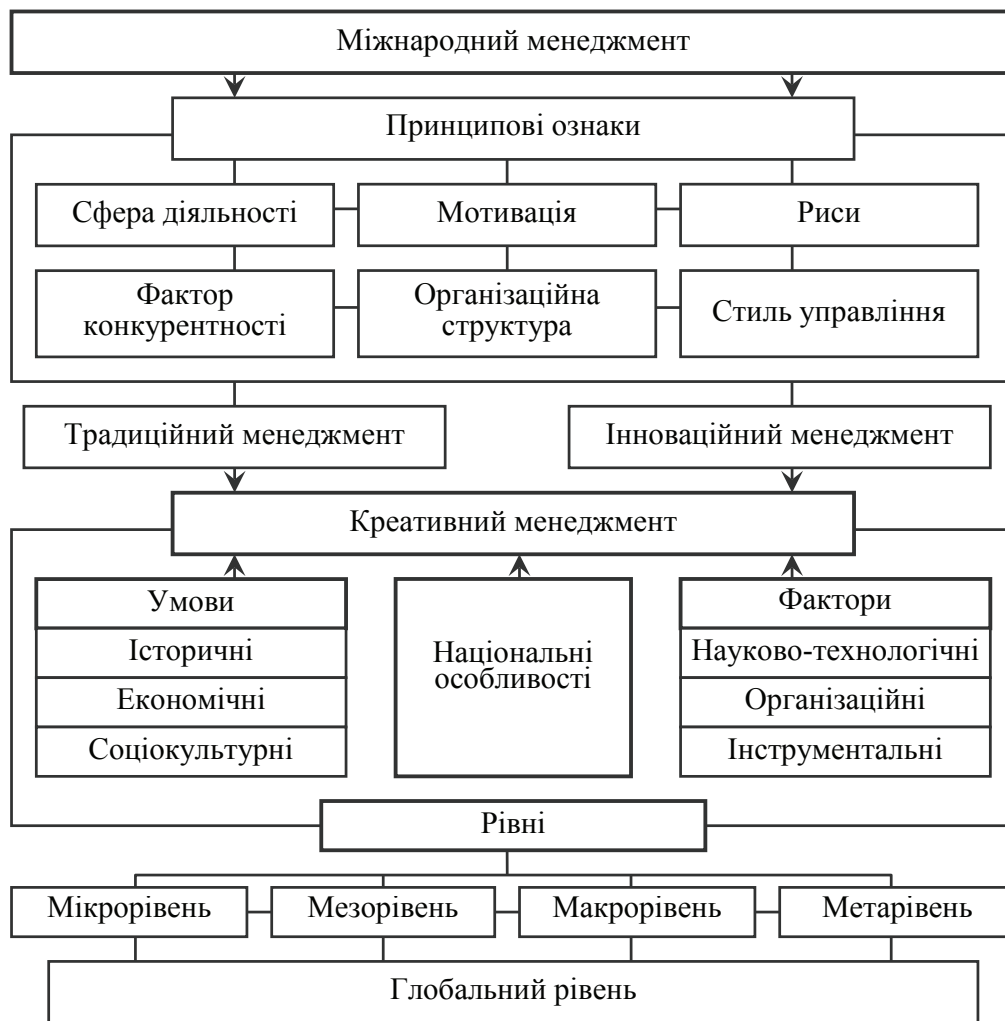 Міжнародний менеджмент
Принципові ознаки
Сфера діяльності
Мотивація
Риси
Фактор
конкурентності
Організаційна
структура
Стиль управління
Традиційний менеджмент
Інноваційний менеджмент
Креативний менеджмент
Умови
Історичні
Економічні
Соціокультурні
Національні
особливості
Фактори
Науково-технологічні
Організаційні
Інструментальні
Рівні
Мікрорівень
Мезорівень
Макрорівень
Метарівень
Глобальний рівень